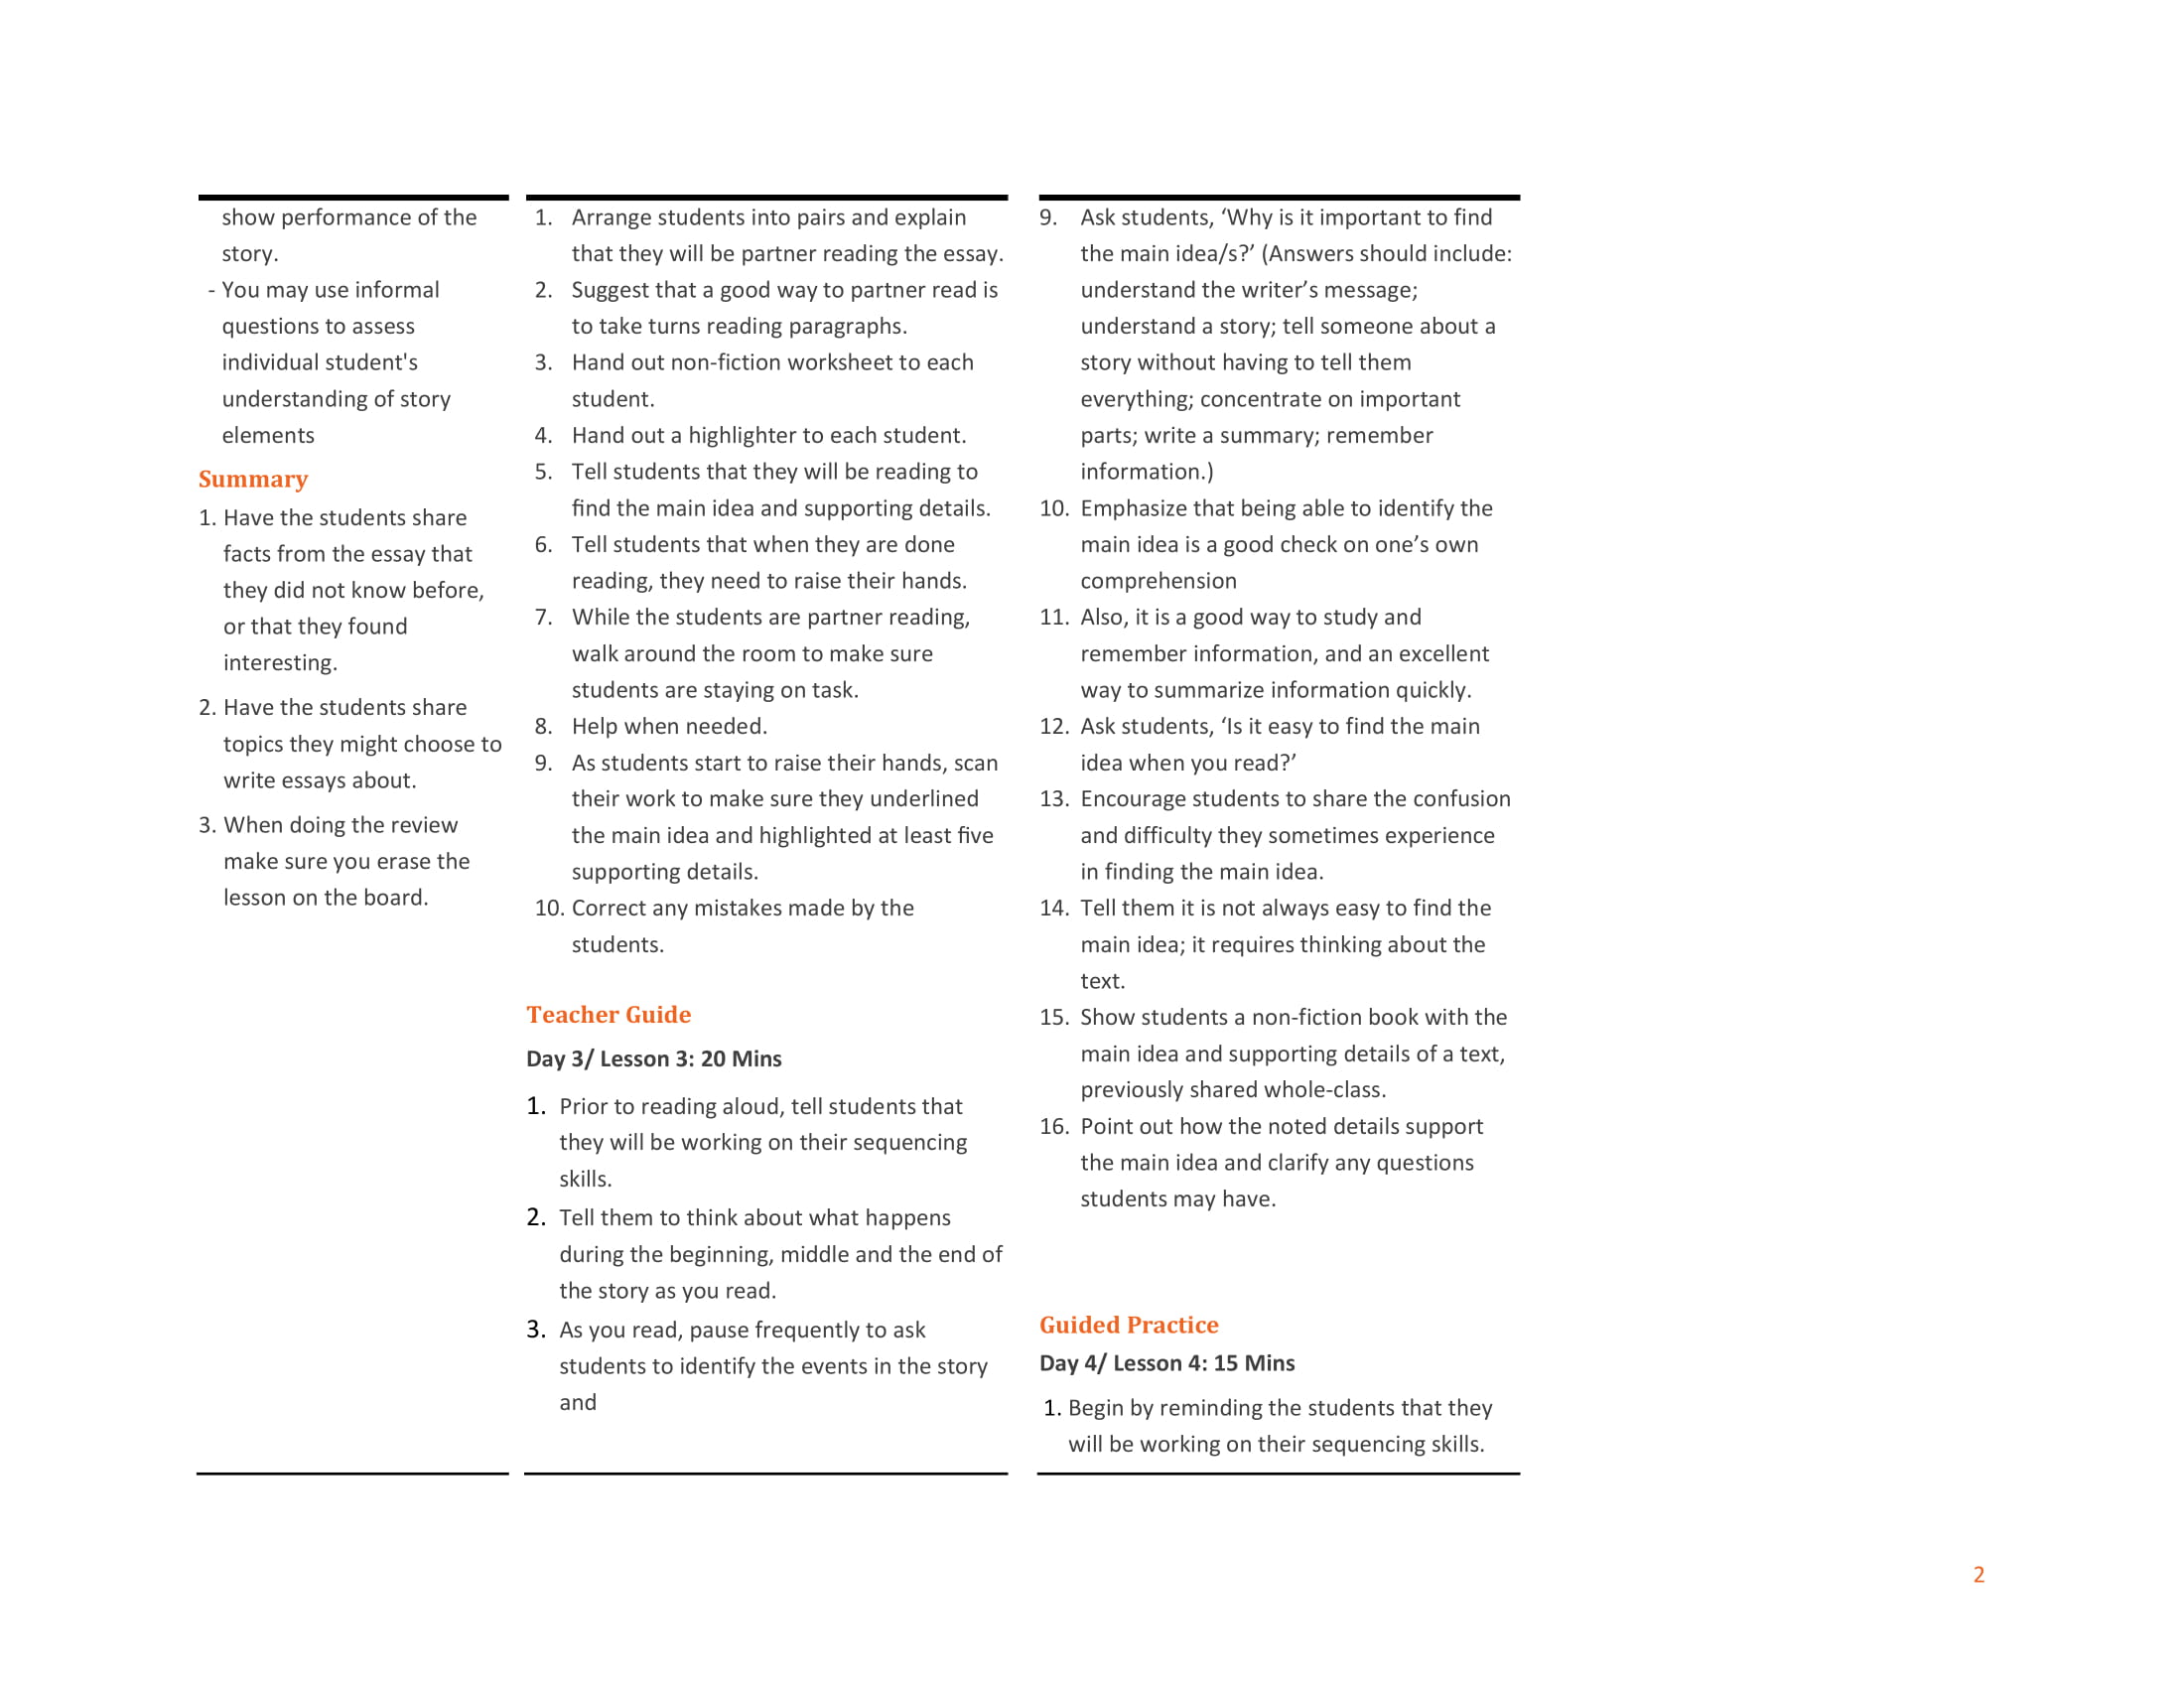 show performance of the
story.
- You may use informal
questions to assess
individual student's
understanding of story
elements
Summary
1. Have the students share
facts from the essay that
they did not know before,
or that they found
interesting.
2. Have the students share
topics they might choose to
write essays about.
3. When doing the review
make sure you erase the
lesson on the board.
1. Arrange students into pairs and explain
that they will be partner reading the essay.
2. Suggest that a good way to partner read is
to take turns reading paragraphs.
3. Hand out non-fiction worksheet to each
student.
4. Hand out a highlighter to each student.
5. Tell students that they will be reading to
find the main idea and supporting details.
6. Tell students that when they are done
reading, they need to raise their hands.
7. While the students are partner reading,
walk around the room to make sure
students are staying on task.
8. Help when needed.
9. As students start to raise their hands, scan
their work to make sure they underlined
the main idea and highlighted at least five
supporting details.
10. Correct any mistakes made by the
students.
Teacher Guide
Day 3/ Lesson 3: 20 Mins
1. Prior to reading aloud, tell students that
they will be working on their sequencing
skills.
2. Tell them to think about what happens
during the beginning, middle and the end of
the story as you read.
3. As you read, pause frequently to ask
students to identify the events in the story
and
9. Ask students, ‘Why is it important to find
the main idea/s?’ (Answers should include:
understand the writer’s message;
understand a story; tell someone about a
story without having to tell them
everything; concentrate on important
parts; write a summary; remember
information.)
10. Emphasize that being able to identify the
main idea is a good check on one’s own
comprehension
11. Also, it is a good way to study and
remember information, and an excellent
way to summarize information quickly.
12. Ask students, ‘Is it easy to find the main
idea when you read?’
13. Encourage students to share the confusion
and difficulty they sometimes experience
in finding the main idea.
14. Tell them it is not always easy to find the
main idea; it requires thinking about the
text.
15. Show students a non-fiction book with the
main idea and supporting details of a text,
previously shared whole-class.
16. Point out how the noted details support
the main idea and clarify any questions
students may have.
Guided Practice
Day 4/ Lesson 4: 15 Mins
1. Begin by reminding the students that they
will be working on their sequencing skills.
2